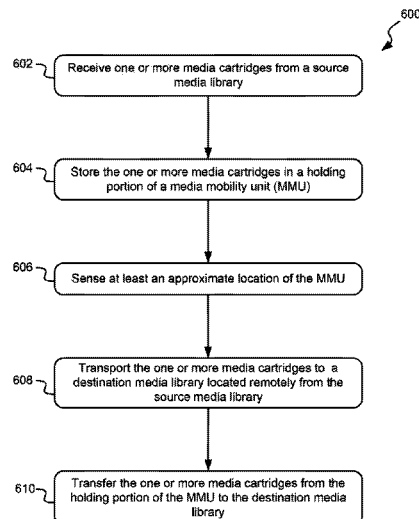 600
602
Receive one or more media cartridges from a source
media library
604
Store the one or more media cartridges in a holding
portion of a media mobility unit (MMU)
606
Sense at least an approximate location of the MMU
608
Transport the one or more media cartridges to a
destination media library located remotely from the
source media library
610
Transfer the one or more media cartridges from the
holding portion of the MMU to the destination media
library